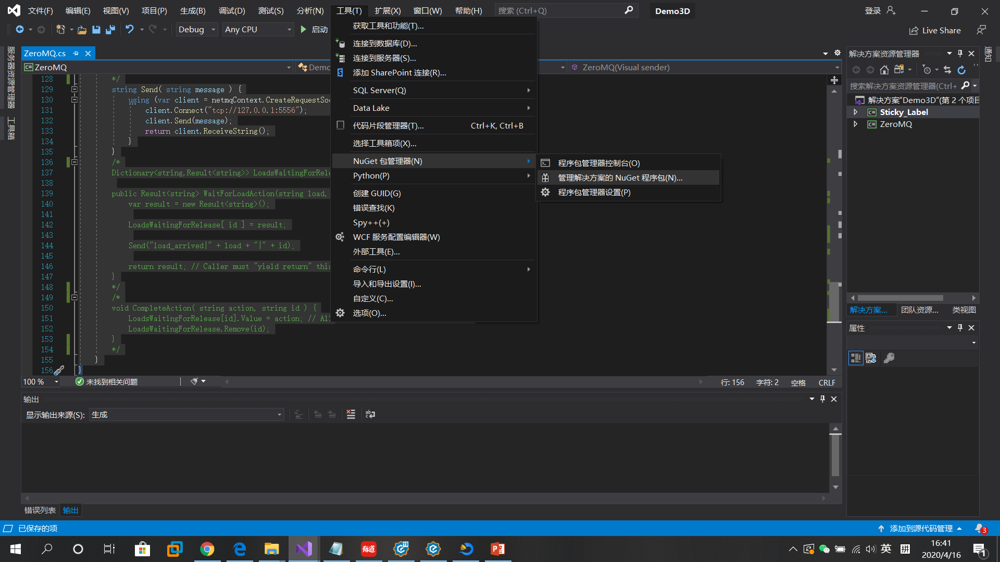 文件(F) 编辑(E) 视图(V) 项目(P) 生成(B) 调试(D) 测试(S) 分析(N) 工具(T) 扩展(X) 窗口(W) 帮助(H) 搜索 (Ctrl+Q) Demo3D 登录
Debug Any CPU 启动 Live Share
获取工具和功能(T)...
连接到数据库(D)...
连接到服务器(S)...
添加 SharePoint 连接(R)...
SQL Server(Q)
Data Lake
代码片段管理器(T)... Ctrl+K, Ctrl+B
选择工具箱项(X)...
NuGet 包管理器(N)
Python(P)
创建 GUID(G)
错误查找(K)
Spy++(+)
WCF 服务配置编辑器(W)
外部工具(E)...
命令行(L)
导入和导出设置(I)...
自定义(C)...
选项(O)...
程序包管理器控制台(O)
管理解决方案的 NuGet 程序包(N)...
程序包管理器设置(P)
服务器资源管理器
工具箱
ZeroMQ.cs
ZeroMQ Demo ZeroMQ(Visual sender)
128 */
129 string Send( string message ) {
130 using (var client = netmqContext.CreateRequestSoc
131 client.Connect("tcp://127.0.0.1:5556");
132 client.Send(message);
133 return client.ReceiveString();
134 }
135 }
136 /*
137 Dictionary<string,Result<string>> LoadsWaitingForRele
138
139 public Result<string> WaitForLoadAction(string load,
140 var result = new Result<string>();
141
142 LoadsWaitingForRelease[ id ] = result;
143
144 Send("load_arrived|" + load + "|" + id);
145
146 return result; // Caller must "yield return" this
147 }
148 */
149 /*
150 void CompleteAction( string action, string id ) {
151 LoadsWaitingForRelease[id].Value = action; // Al
152 LoadsWaitingForRelease.Remove(id);
153 }
154 */
155 }
156 }
100 % 未找到相关问题 行: 156 字符: 2 空格 CRLF
输出
显示输出来源(S): 生成
错误列表 输出
解决方案资源管理器
搜索解决方案资源管理器(Ctrl+
解决方案"Demo3D"(第 2 个项目
Sticky_Label
ZeroMQ
解决方案... 团队资源... 类视图
属性
通知
已保存的项 添加到源代码管理 3
有道 19 英 拼
16:41
2020/4/16
1